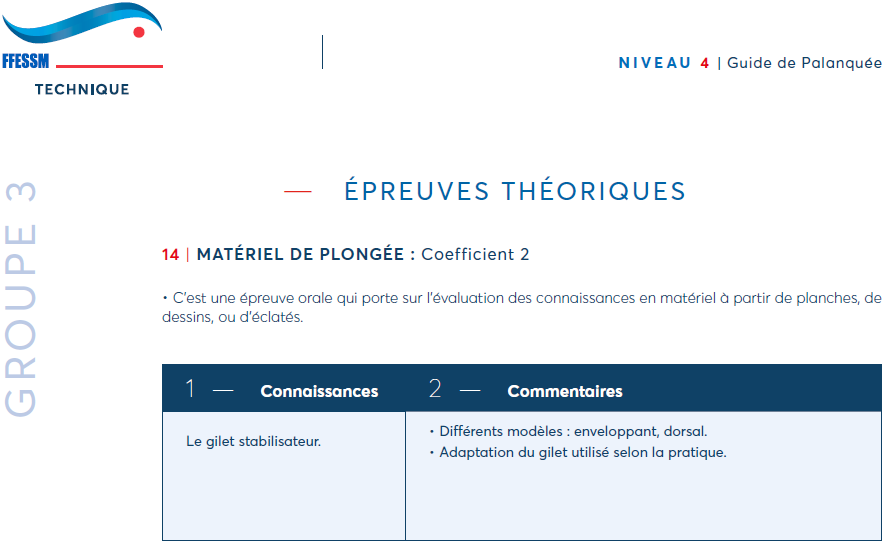 FFESSM
TECHNIQUE
NIVEAU 4 | Guide de Palanquée
GROUPE 3
— ÉPREUVES THÉORIQUES
14 | MATÉRIEL DE PLONGÉE : Coefficient 2
• C'est une épreuve orale qui porte sur l'évaluation des connaissances en matériel à partir de planches, de
dessins, ou d'éclatés.
1 — Connaissances
2 — Commentaires
Le gilet stabilisateur.
• Différents modèles : enveloppant, dorsal.
• Adaptation du gilet utilisé selon la pratique.